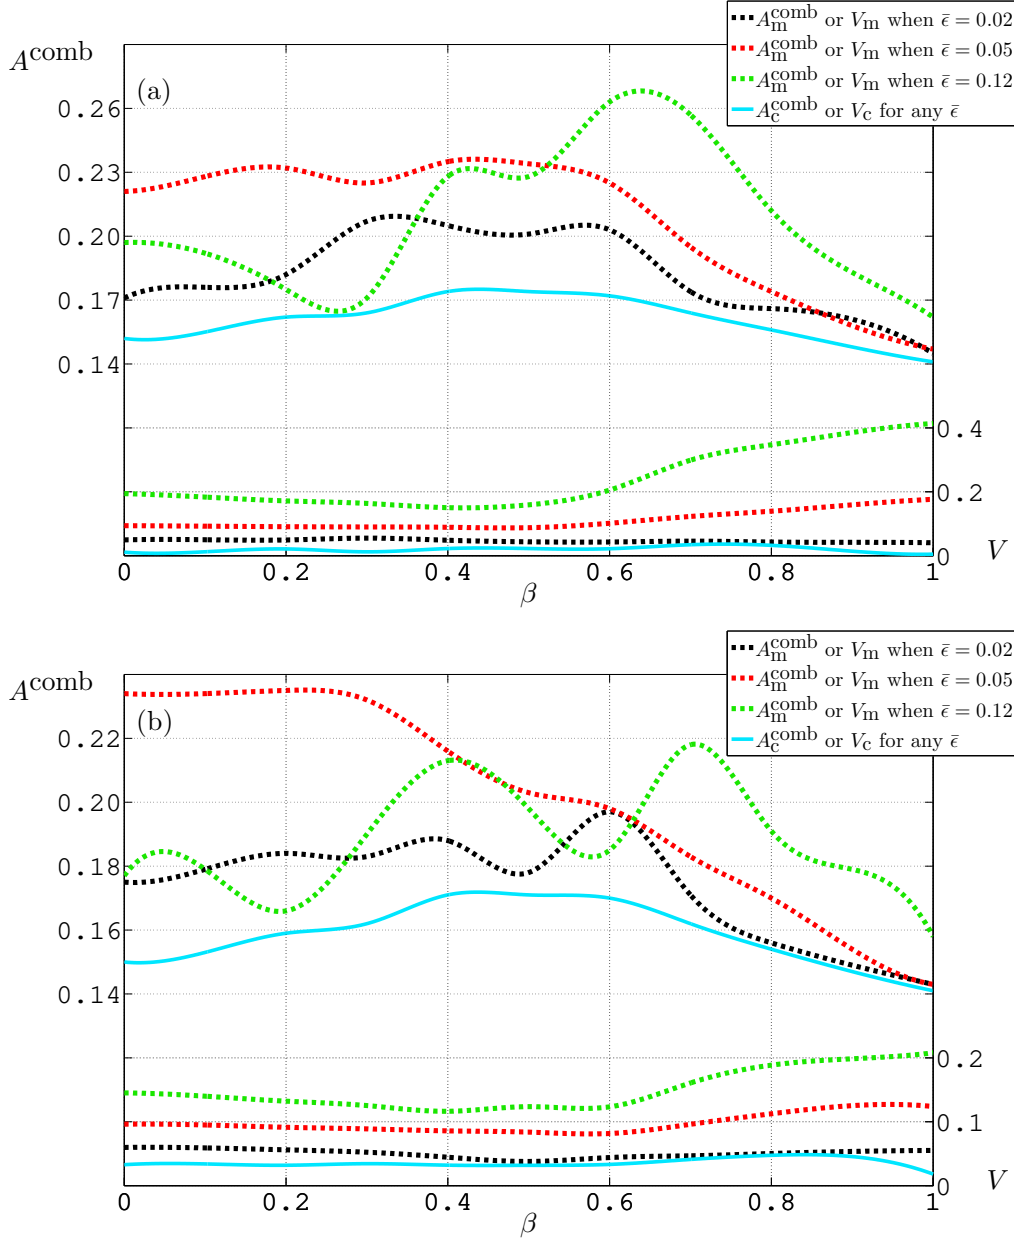 A_m^comb or V_m when ε̄ = 0.02
A_m^comb or V_m when ε̄ = 0.05
A_m^comb or V_m when ε̄ = 0.12
A_c^comb or V_c for any ε̄
A^comb
(a)
0.26
0.23
0.20
0.17
0.14
0.4
0.2
0
V
0 0.2 0.4 0.6 0.8 1
β
A_m^comb or V_m when ε̄ = 0.02
A_m^comb or V_m when ε̄ = 0.05
A_m^comb or V_m when ε̄ = 0.12
A_c^comb or V_c for any ε̄
A^comb
(b)
0.22
0.20
0.18
0.16
0.14
0.2
0.1
0
V
0 0.2 0.4 0.6 0.8 1
β